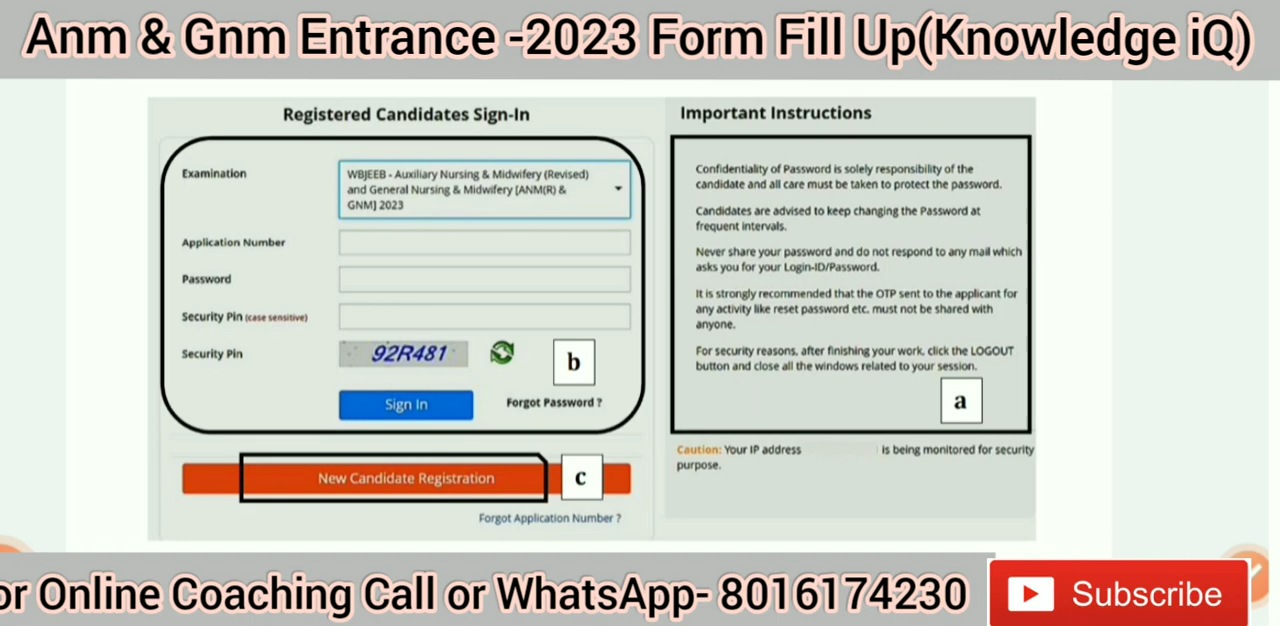 Anm & Gnm Entrance -2023 Form Fill Up(Knowledge iQ)
Registered Candidates Sign-In
Examination
WBJEEB - Auxiliary Nursing & Midwifery (Revised)
and General Nursing & Midwifery [ANM(R) &
GNM] 2023
Application Number
Password
Security Pin (case sensitive)
Security Pin
92R481
b
Sign In
Forgot Password ?
New Candidate Registration
c
Forgot Application Number ?
Important Instructions
Confidentiality of Password is solely responsibility of the
candidate and all care must be taken to protect the password.
Candidates are advised to keep changing the Password at
frequent intervals.
Never share your password and do not respond to any mail which
asks you for your Login-ID/Password.
It is strongly recommended that the OTP sent to the applicant for
any activity like reset password etc. must not be shared with
anyone.
For security reasons, after finishing your work, click the LOGOUT
button and close all the windows related to your session.
a
Caution: Your IP address is being monitored for security
purpose.
or Online Coaching Call or WhatsApp- 8016174230
Subscribe